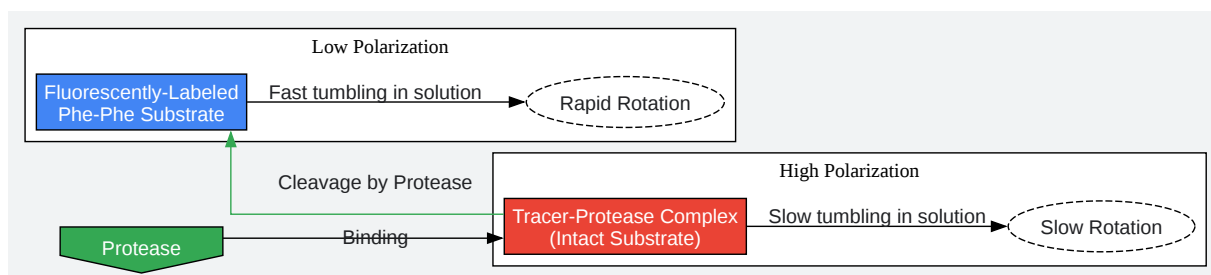 Low Polarization
Fluorescently-Labeled
Phe-Phe Substrate
Fast tumbling in solution
Rapid Rotation
High Polarization
Cleavage by Protease
Tracer-Protease Complex
(Intact Substrate)
Slow tumbling in solution
Slow Rotation
Protease
Binding